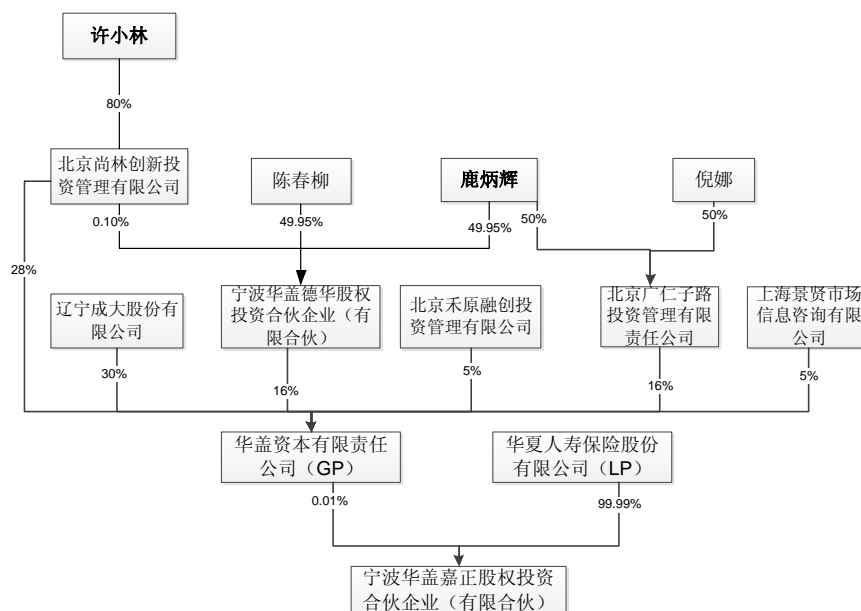 许小林
80%
北京尚林创新投
资管理有限公司
陈春柳
鹿炳辉
倪娜
0.10%
49.95%
49.95%
50%
50%
28%
辽宁成大股份有
限公司
宁波华盖德华股权
投资合伙企业（有
限合伙）
北京禾原融创投
资管理有限公司
北京广仁子路
投资管理有限
责任公司
上海景贤市场
信息咨询有限
公司
30%
16%
5%
16%
5%
华盖资本有限责任
公司（GP）
华夏人寿保险股份
有限公司（LP）
0.01%
99.99%
宁波华盖嘉正股权投资
合伙企业（有限合伙）